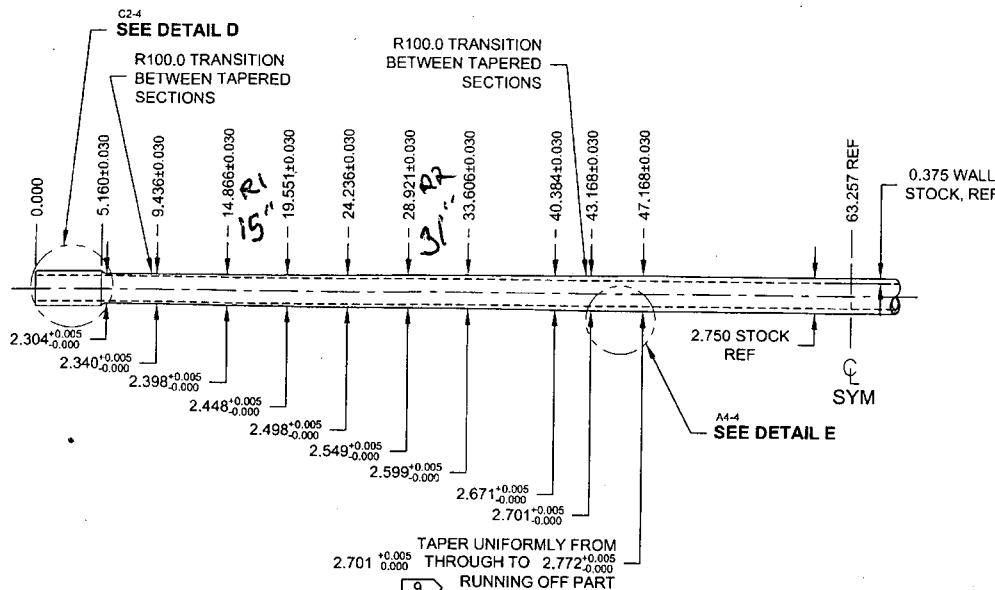 C2-4
SEE DETAIL D
R100.0 TRANSITION
BETWEEN TAPERED
SECTIONS
R100.0 TRANSITION
BETWEEN TAPERED
SECTIONS
0.000
5.160±0.030
9.436±0.030
14.866±0.030
R1
15"
19.551±0.030
24.236±0.030
28.921±0.030
R2
31"
33.606±0.030
40.384±0.030
43.168±0.030
47.168±0.030
63.257 REF
0.375 WALL
STOCK, REF
2.304 +0.005 -0.000
2.340 +0.005 -0.000
2.398 +0.005 -0.000
2.448 +0.005 -0.000
2.498 +0.005 -0.000
2.549 +0.005 -0.000
2.599 +0.005 -0.000
2.671 +0.005 -0.000
2.701 +0.005 -0.000
2.750 STOCK
REF
℄
SYM
A4-4
SEE DETAIL E
TAPER UNIFORMLY FROM
2.701 +0.005 0.000 THROUGH TO 2.772 +0.005 -0.000
9 RUNNING OFF PART